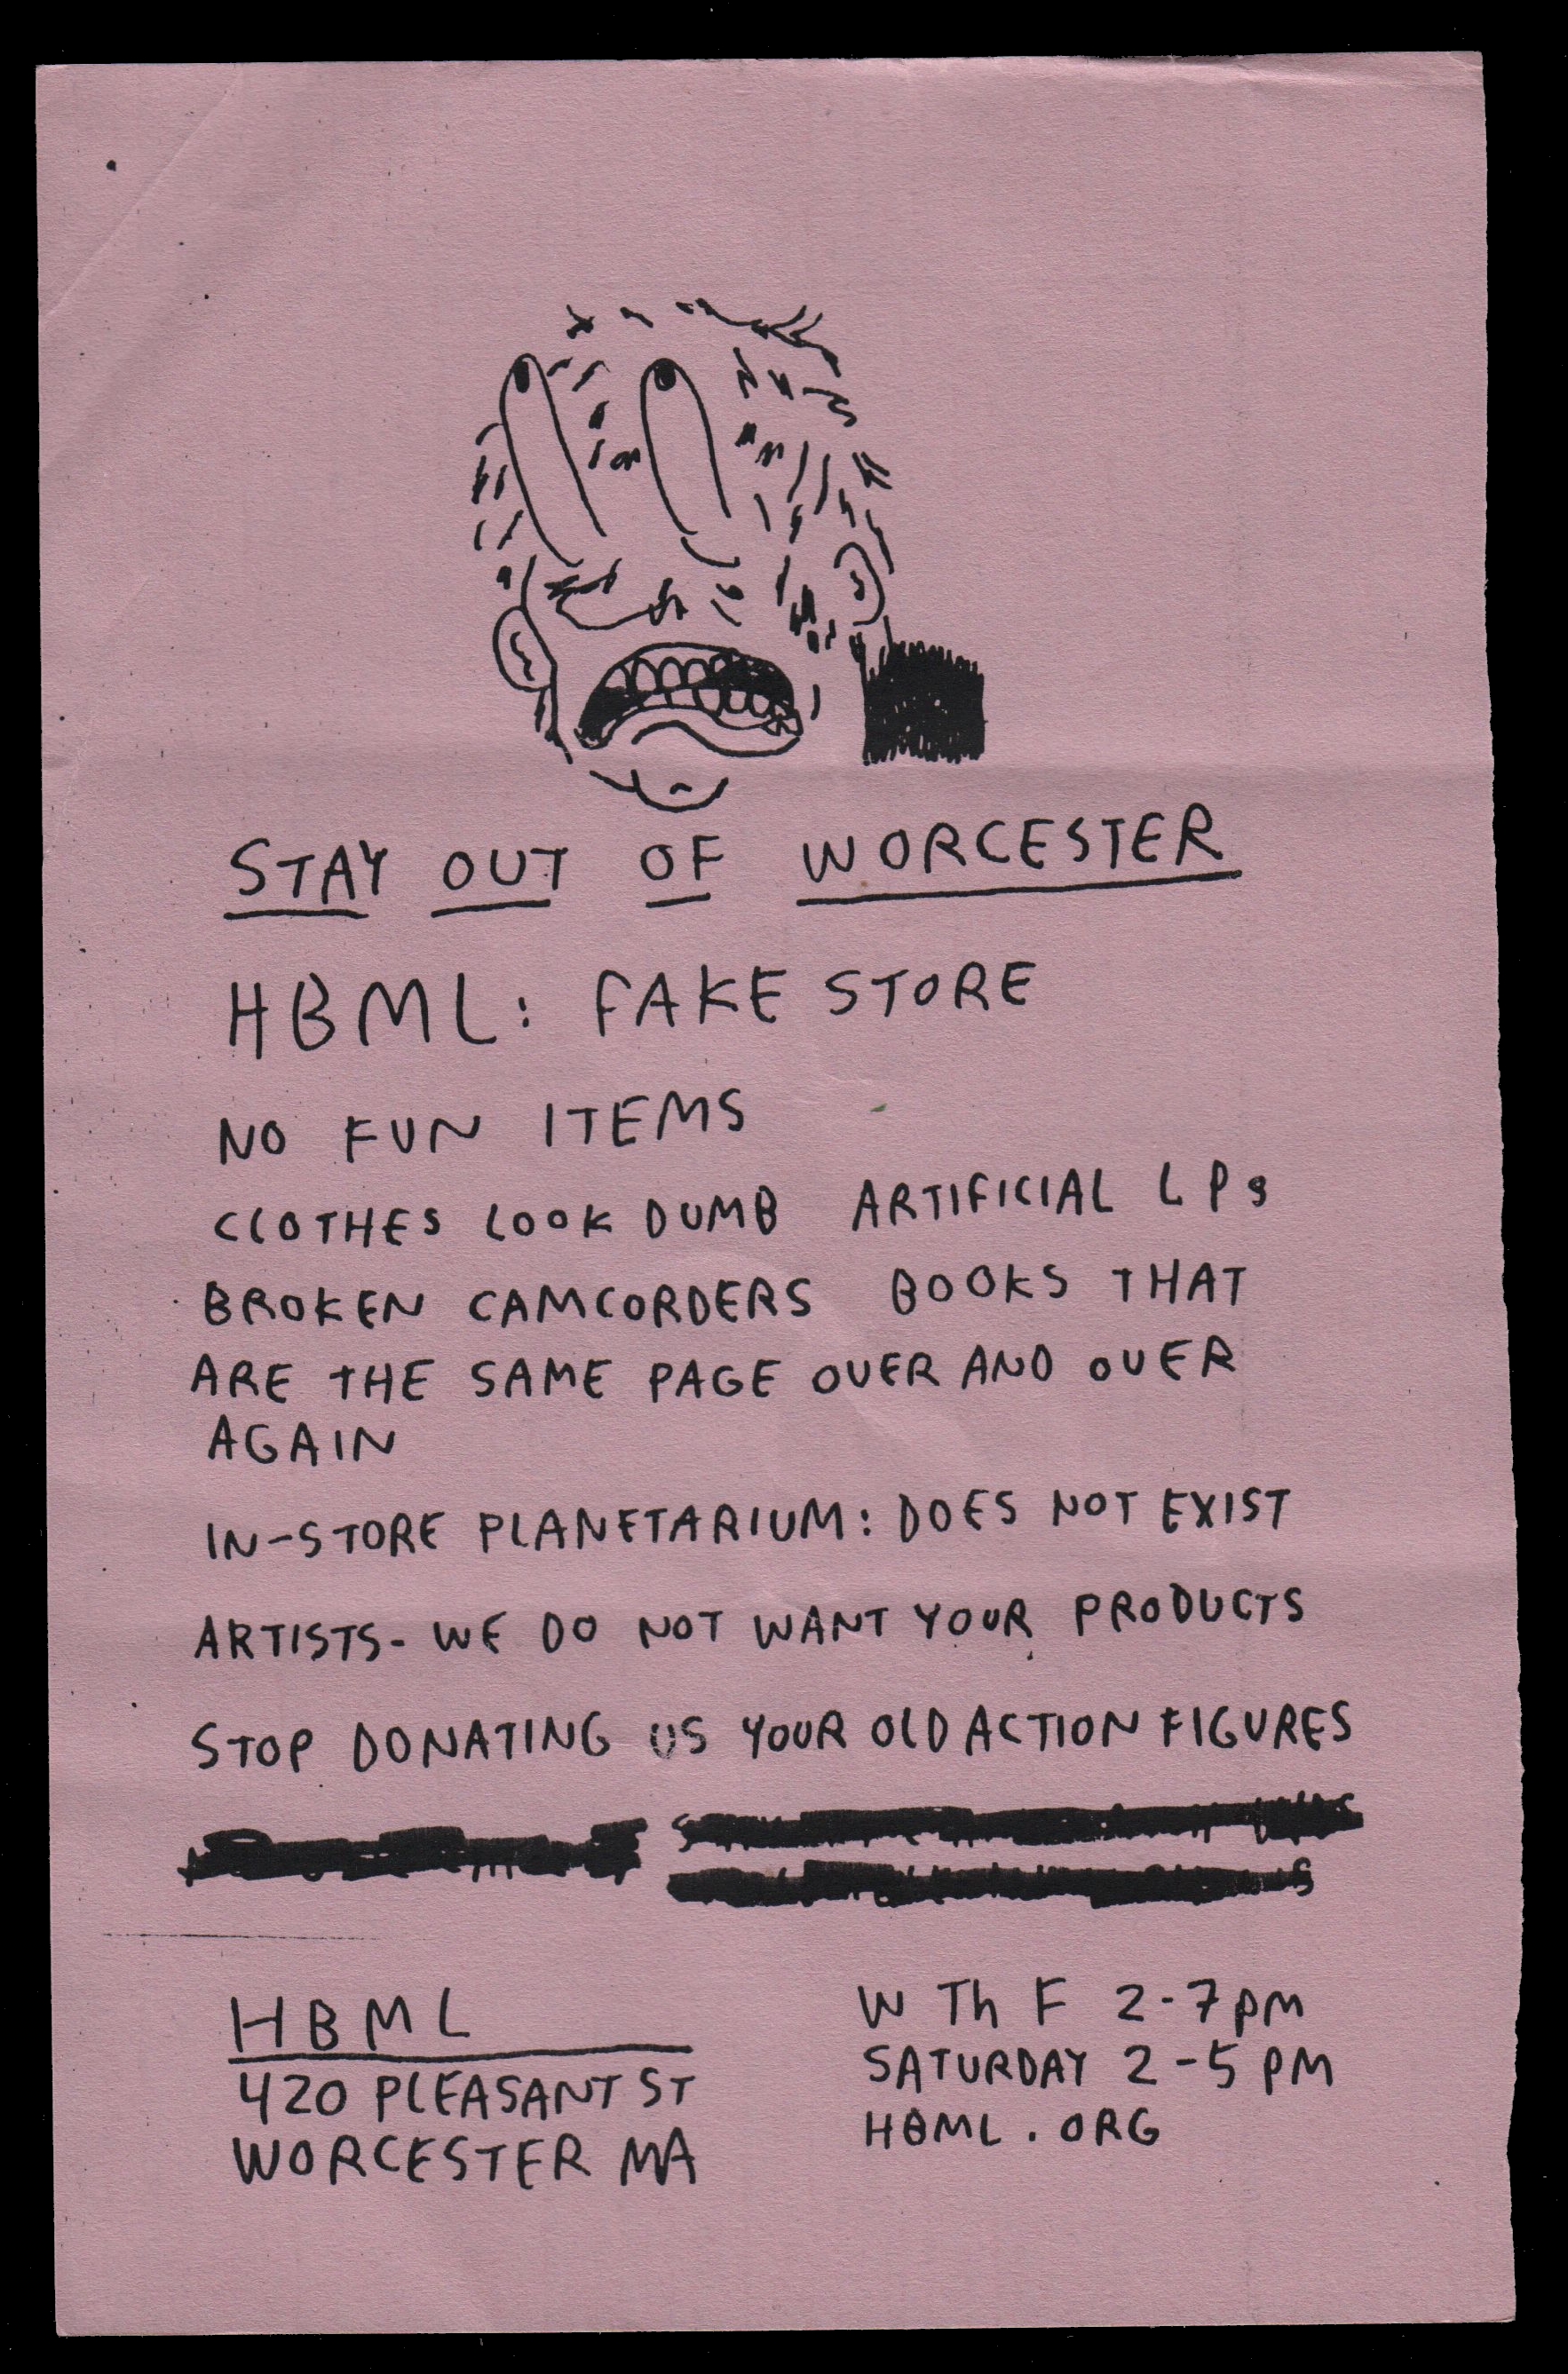 STAY OUT OF WORCESTER
HBML: FAKE STORE
NO FUN ITEMS
CLOTHES LOOK DUMB ARTIFICIAL LPs
BROKEN CAMCORDERS BOOKS THAT
ARE THE SAME PAGE OVER AND OVER
AGAIN
IN-STORE PLANETARIUM: DOES NOT EXIST
ARTISTS- WE DO NOT WANT YOUR PRODUCTS
STOP DONATING US YOUR OLD ACTION FIGURES
HBML
420 PLEASANT ST
WORCESTER MA
W Th F 2-7pm
SATURDAY 2-5 PM
HBML.ORG